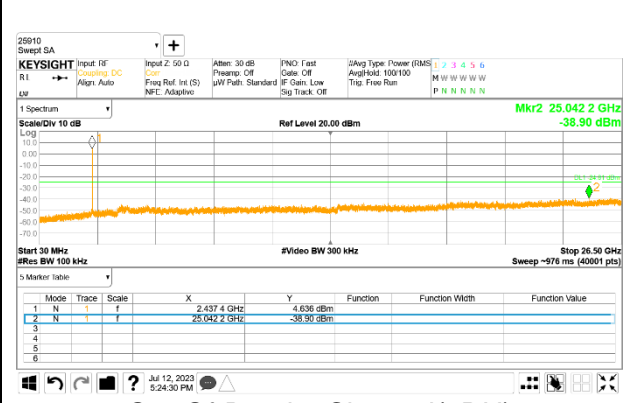 25910
Swept SA
KEYSIGHT Input: RF Input Z: 50 Ω Atten: 30 dB PNO: Fast #Avg Type: Power (RMS 1 2 3 4 5 6
Coupling: DC Corr Preamp: Off Gate: Off Avg|Hold: 100/100 M W W W W W
Align: Auto Freq Ref: Int (S) µW Path: Standard IF Gain: Low Trig: Free Run
NFE: Adaptive Sig Track: Off P N N N N N
1 Spectrum
Mkr2 25.042 2 GHz
Scale/Div 10 dB Ref Level 20.00 dBm -38.90 dBm
Log
1
10.0
0.00
-10.0
-20.0
-30.0
2
-40.0
-50.0
-60.0
-70.0
Start 30 MHz #Video BW 300 kHz Stop 26.50 GHz
#Res BW 100 kHz Sweep ~976 ms (40001 pts)
5 Marker Table
Mode Trace Scale X Y Function Function Width Function Value
1 N 1 f 2.437 4 GHz 4.636 dBm
2 N 1 f 25.042 2 GHz -38.90 dBm
3
4
5
6
Jul 12, 2023
5:24:30 PM